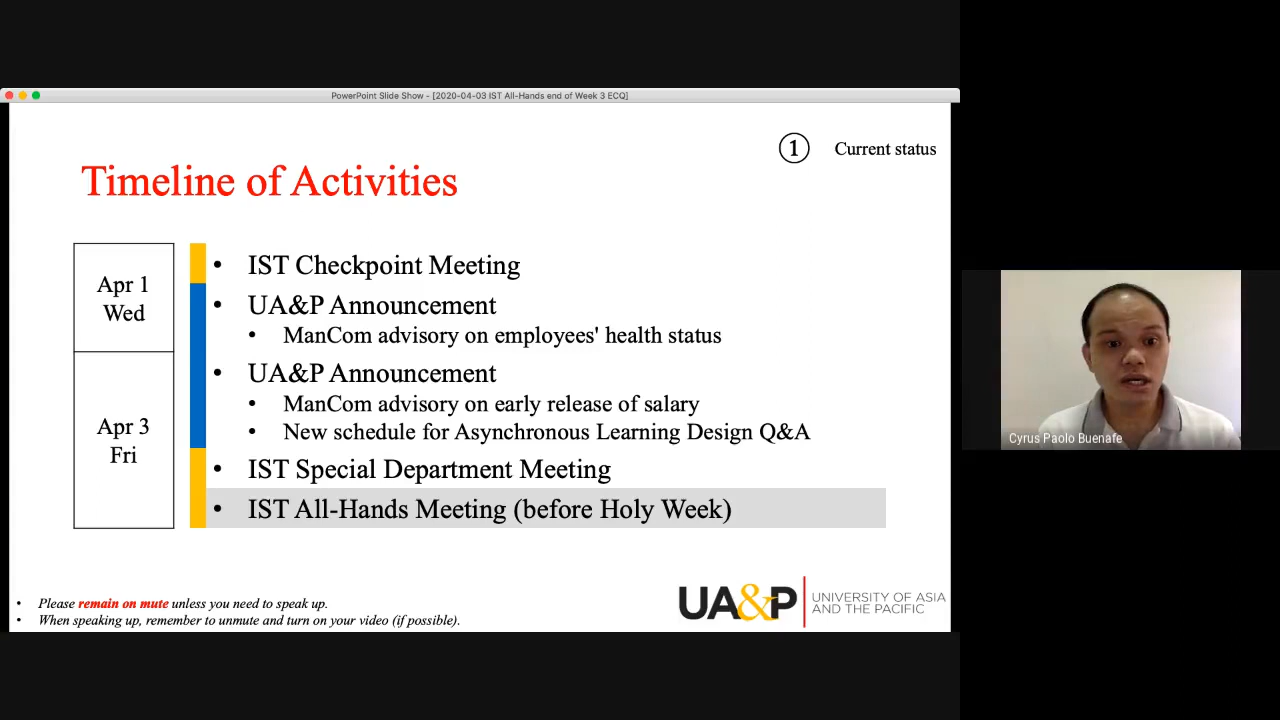 PowerPoint Slide Show - [2020-04-03 IST All-Hands end of Week 3 ECQ]
1 Current status
Timeline of Activities
Apr 1
Wed
• IST Checkpoint Meeting
• UA&P Announcement
• ManCom advisory on employees' health status
Apr 3
Fri
• UA&P Announcement
• ManCom advisory on early release of salary
• New schedule for Asynchronous Learning Design Q&A
• IST Special Department Meeting
• IST All-Hands Meeting (before Holy Week)
• Please remain on mute unless you need to speak up.
• When speaking up, remember to unmute and turn on your video (if possible).
UA&P UNIVERSITY OF ASIA
AND THE PACIFIC
Cyrus Paolo Buenafe